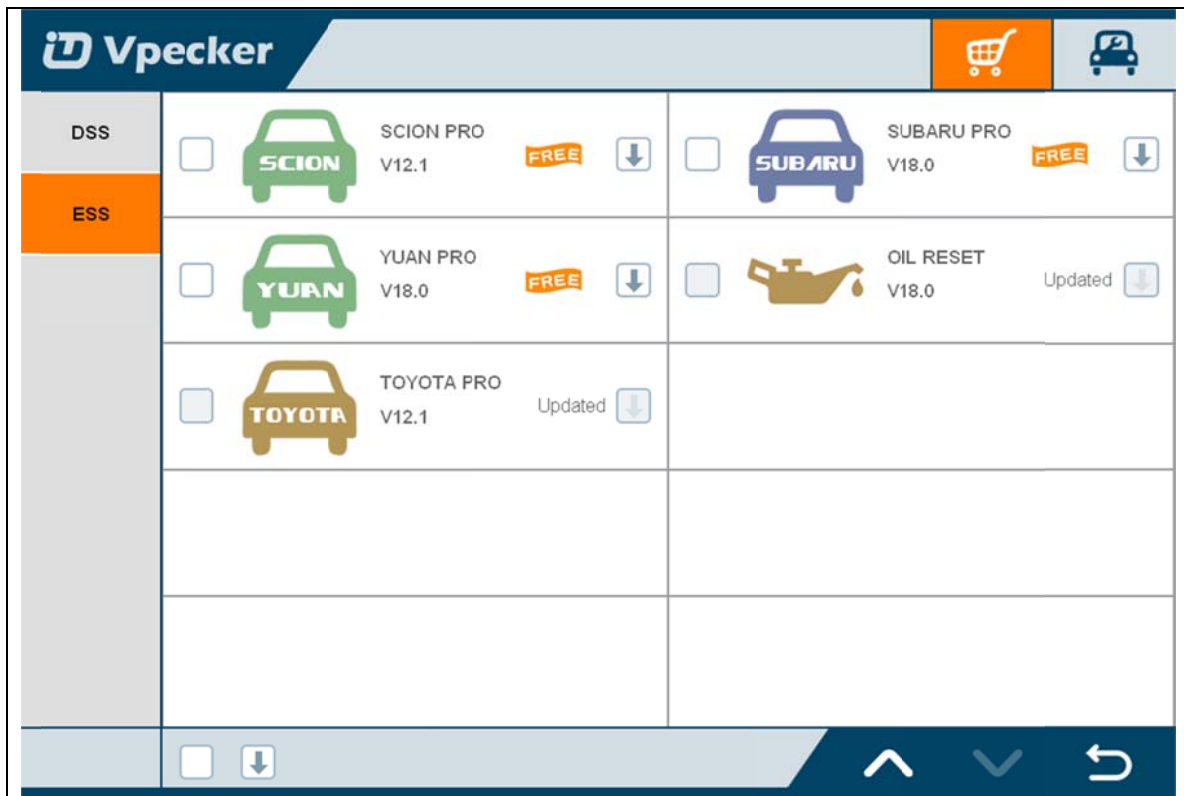 Vpecker
DSS
ESS
SCION
SCION PRO
V12.1
FREE
SUBARU
SUBARU PRO
V18.0
FREE
YUAN
YUAN PRO
V18.0
FREE
OIL RESET
V18.0
Updated
TOYOTA
TOYOTA PRO
V12.1
Updated